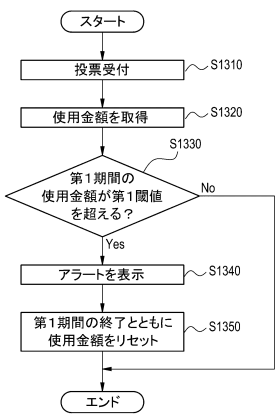 スタート
投票受付
S1310
使用金額を取得
S1320
S1330
第1期間の
使用金額が第1閾値
を超える？
No
Yes
アラートを表示
S1340
第1期間の終了とともに
使用金額をリセット
S1350
エンド